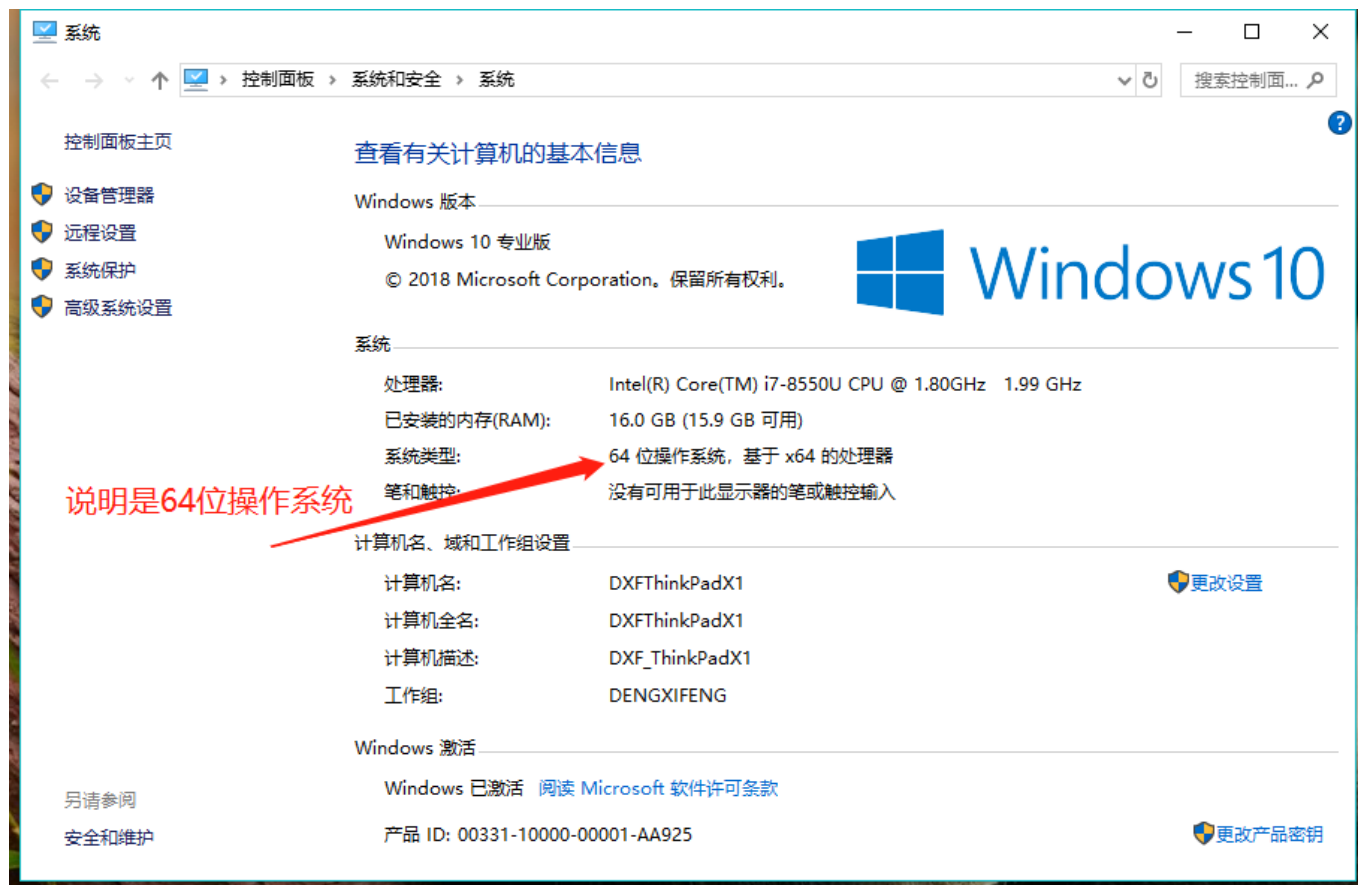 系统
控制面板 › 系统和安全 › 系统
搜索控制面...
?
控制面板主页
设备管理器
远程设置
系统保护
高级系统设置
查看有关计算机的基本信息
Windows 版本
Windows 10 专业版
© 2018 Microsoft Corporation。保留所有权利。
Windows 10
系统
处理器: Intel(R) Core(TM) i7-8550U CPU @ 1.80GHz 1.99 GHz
已安装的内存(RAM): 16.0 GB (15.9 GB 可用)
系统类型: 64 位操作系统，基于 x64 的处理器
笔和触控: 没有可用于此显示器的笔或触控输入
说明是64位操作系统
计算机名、域和工作组设置
计算机名: DXFThinkPadX1 更改设置
计算机全名: DXFThinkPadX1
计算机描述: DXF_ThinkPadX1
工作组: DENGXIFENG
Windows 激活
Windows 已激活 阅读 Microsoft 软件许可条款
产品 ID: 00331-10000-00001-AA925 更改产品密钥
另请参阅
安全和维护